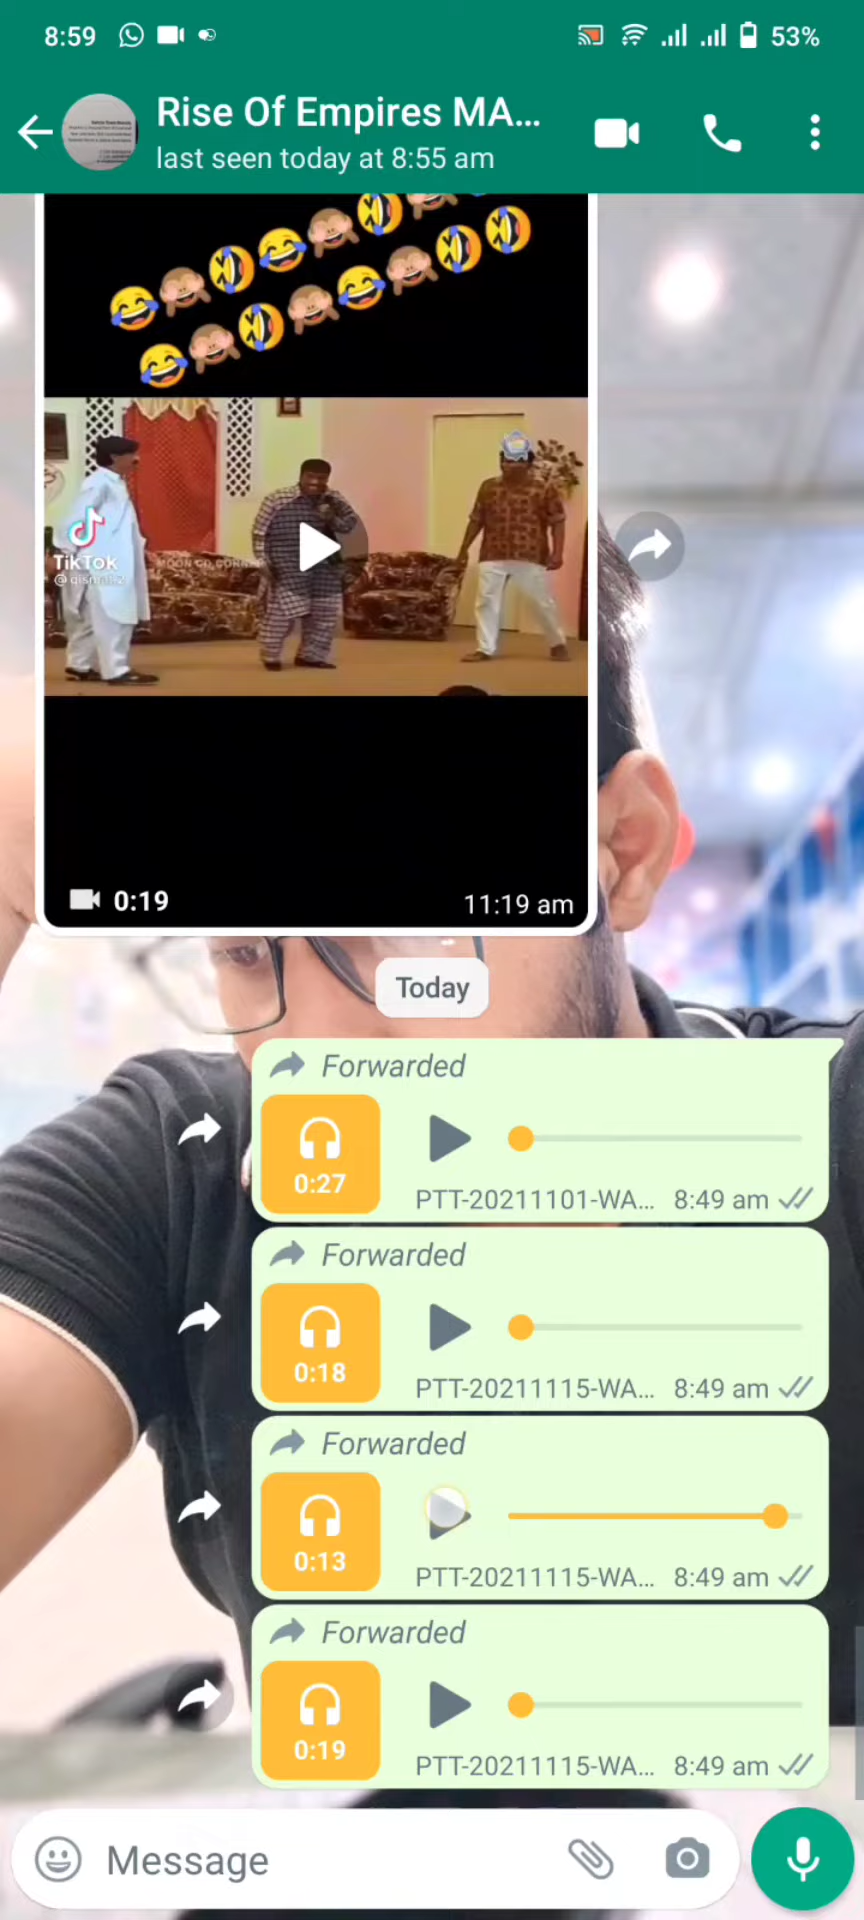 8:59
53%
Rise Of Empires MA...
last seen today at 8:55 am
TikTok
MOON CD CORNER
0:19
11:19 am
Today
Forwarded
0:27
PTT-20211101-WA... 8:49 am
Forwarded
0:18
PTT-20211115-WA... 8:49 am
Forwarded
0:13
PTT-20211115-WA... 8:49 am
Forwarded
0:19
PTT-20211115-WA... 8:49 am
Message